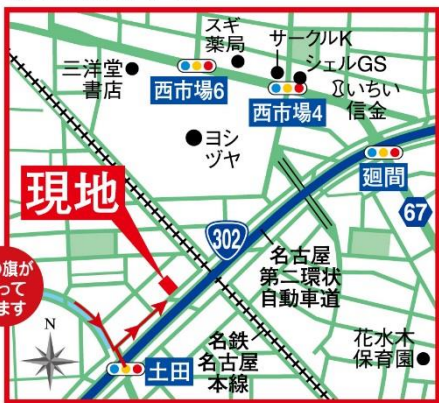 スギ
薬局
サークルK
シェルGS
三洋堂
書店
西市場6
西市場4
いちい
信金
ヨシ
ヅヤ
廻間
現地
302
67
名古屋
第二環状
自動車道
の旗が
って
ます
N
名鉄
名古屋
本線
花水木
保育園
土田